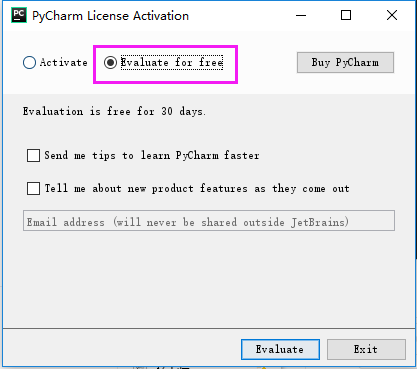 PC PyCharm License Activation
Activate Evaluate for free Buy PyCharm
Evaluation is free for 30 days.
Send me tips to learn PyCharm faster
Tell me about new product features as they come out
Email address (will never be shared outside JetBrains)
Evaluate Exit